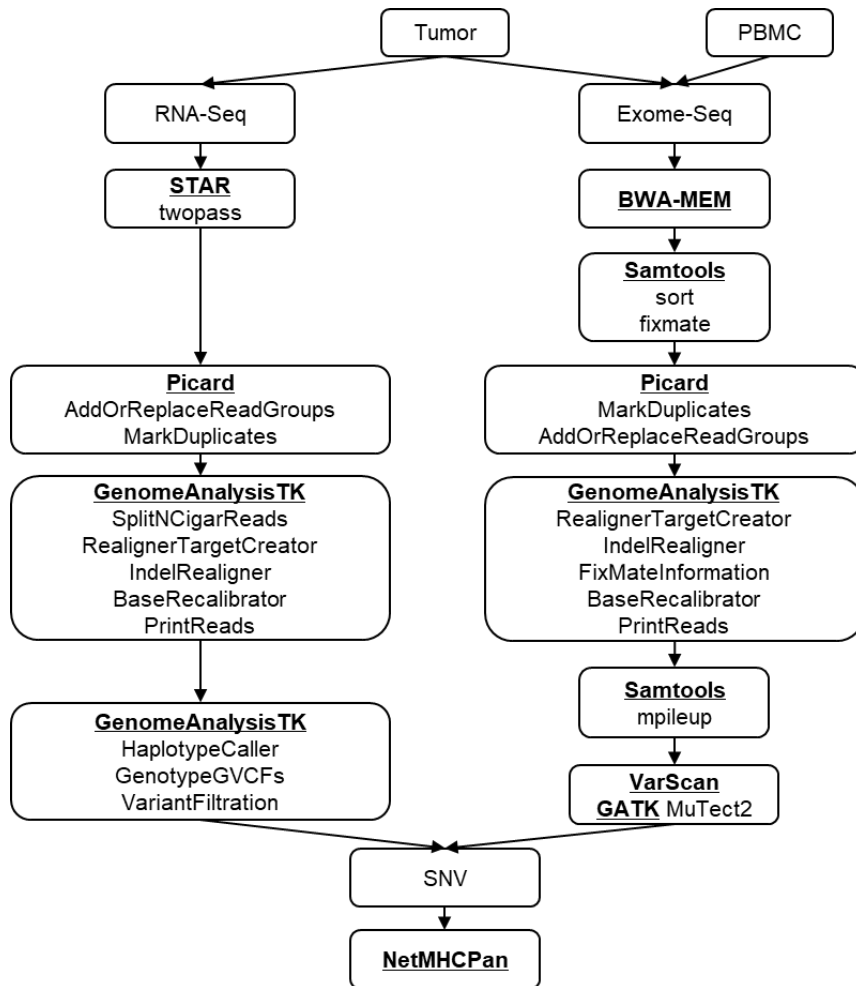 Tumor
PBMC
RNA-Seq
Exome-Seq
STAR
twopass
BWA-MEM
Samtools
sort
fixmate
Picard
AddOrReplaceReadGroups
MarkDuplicates
Picard
MarkDuplicates
AddOrReplaceReadGroups
GenomeAnalysisTK
SplitNCigarReads
RealignerTargetCreator
IndelRealigner
BaseRecalibrator
PrintReads
GenomeAnalysisTK
RealignerTargetCreator
IndelRealigner
FixMateInformation
BaseRecalibrator
PrintReads
GenomeAnalysisTK
HaplotypeCaller
GenotypeGVCFs
VariantFiltration
Samtools
mpileup
VarScan
GATK MuTect2
SNV
NetMHCPan